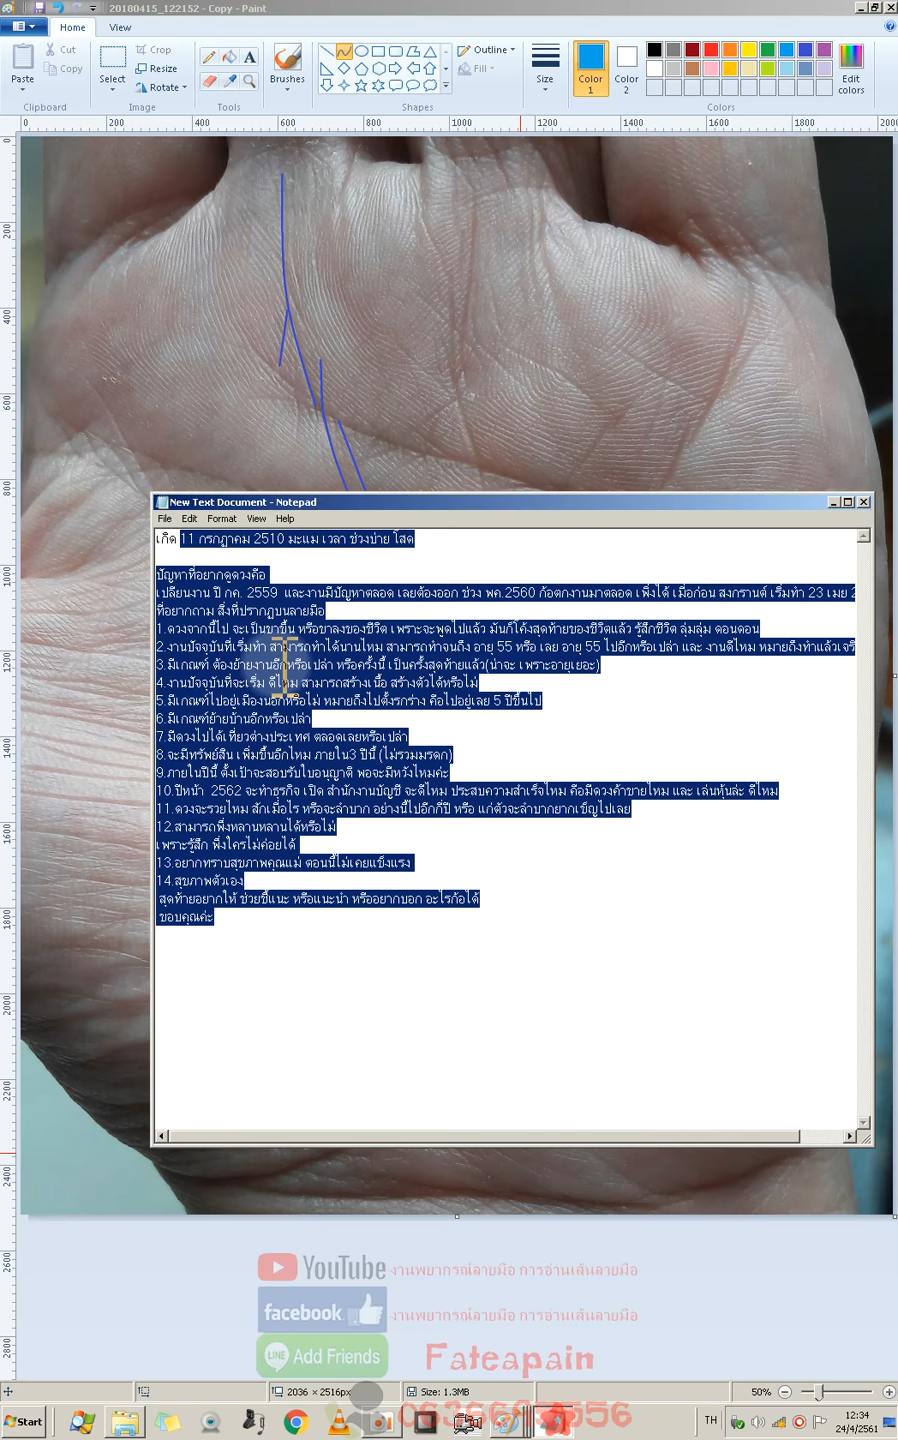 20180415_122152 - Copy - Paint
Home View
Paste Cut Copy
Select Crop Resize Rotate
Brushes
Outline Fill
Size
Color 1
Color 2
Edit colors
Clipboard Image Tools Shapes Colors
0 200 400 600 800 1000 1200 1400 1600 1800 2000
0
200
400
600
800
1000
1200
1400
1600
1800
2000
2200
2400
2600
2800
New Text Document - Notepad
File Edit Format View Help
เกิด 11 กรกฎาคม 2510 มะแม เวลา ช่วงบ่าย โสด
ปัญหาที่อยากดูดวงคือ
เปลี่ยนงาน ปี กค. 2559 และงานมีปัญหาตลอด เลยต้องออก ช่วง พค.2560 ก้อตกงานมาตลอด เพิ่งได้ เมื่อก่อน สงกรานต์ เริ่มทำ 23 เมย 2
ที่อยากถาม สิ่งที่ปรากฏบนลายมือ
1.ดวงจากนี้ไป จะเป็นขาขึ้น หรือขาลงของชีวิต เพราะจะพูดไปแล้ว มันก็โค้งสุดท้ายของชีวิตแล้ว รู้สึกชีวิต ลุ่มลุ่ม ดอนดอน
2.งานปัจจุบันที่เริ่มทำ สามารถทำได้นานไหม สามารถทำจนถึง อายุ 55 หรือ เลย อายุ 55 ไปอีกหรือเปล่า และ งานดีไหม หมายถึงทำแล้วเจริ
3.มีเกณฑ์ ต้องย้ายงานอีกหรือเปล่า หรือครั้งนี้ เป็นครั้งสุดท้ายแล้ว(น่าจะ เพราะอายุเยอะ)
4.งานปัจจุบันที่จะเริ่ม ดีไหม สามารถสร้างเนื้อ สร้างตัวได้หรือไม่
5.มีเกณฑ์ไปอยู่เมืองนอกหรือไม่ หมายถึงไปตั้งรกร่าง คือไปอยู่เลย 5 ปีขึ้นไป
6.มีเกณฑ์ย้ายบ้านอีกหรือเปล่า
7.มีดวงไปได้ เที่ยวต่างประเทศ ตลอดเลยหรือเปล่า
8.จะมีทรัพย์สิน เพิ่มขึ้นอีกไหม ภายใน3 ปีนี้ (ไม่รวมมรดก)
9.ภายในปีนี้ ตั้งเป้าจะสอบรับใบอนุญาติ พอจะมีหวังไหมค่ะ
10.ปีหน้า 2562 จะทำธุรกิจ เปิด สำนักงานบัญชี จะดีไหม ประสบความสำเร็จไหม คือมีดวงค้าขายไหม และ เล่นหุ้นล่ะ ดีไหม
11.ดวงจะรวยไหม สักเมื่อไร หรือจะลำบาก อย่างนี้ไปอีกกี่ปี หรือ แก่ตัวจะลำบากยากเข็ญไปเลย
12.สามารถพึ่งหลานหลานได้หรือไม่
เพราะรู้สึก พึ่งใครไม่ค่อยได้
13.อยากทราบสุขภาพคุณแม่ ตอนนี้ไม่เคยแข็งแรง
14.สุขภาพตัวเอง
สุดท้ายอยากให้ ช่วยชี้แนะ หรือแนะนำ หรืออยากบอก อะไรก้อได้
ขอบคุณค่ะ
YouTube งานพยากรณ์ลายมือ การอ่านเส้นลายมือ
facebook งานพยากรณ์ลายมือ การอ่านเส้นลายมือ
LINE Add Friends Fateapain
2036 × 2516px Size: 1.3MB 50%
Start TH 12:34
24/4/2561